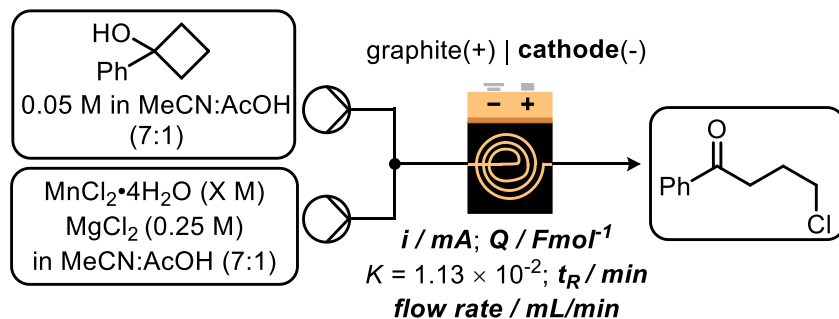 HO
Ph
0.05 M in MeCN:AcOH
(7:1)
MnCl₂•4H₂O (X M)
MgCl₂ (0.25 M)
in MeCN:AcOH (7:1)
graphite(+) | cathode(-)
− +
i / mA; Q / Fmol⁻¹
K = 1.13 × 10⁻²; t_R / min
flow rate / mL/min
O
Ph
Cl